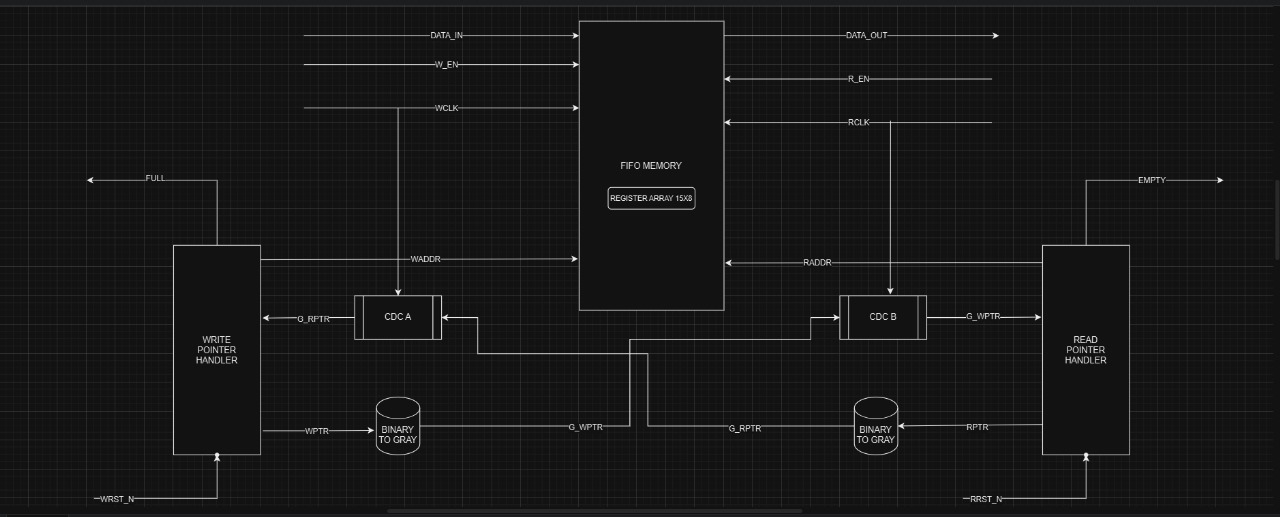 DATA_IN
DATA_OUT
W_EN
R_EN
WCLK
RCLK
FIFO MEMORY
REGISTER ARRAY 15X8
FULL
EMPTY
WADDR
RADDR
G_RPTR
CDC A
CDC B
G_WPTR
WRITE
POINTER
HANDLER
READ
POINTER
HANDLER
WPTR
BINARY
TO GRAY
G_WPTR
G_RPTR
BINARY
TO GRAY
RPTR
WRST_N
RRST_N